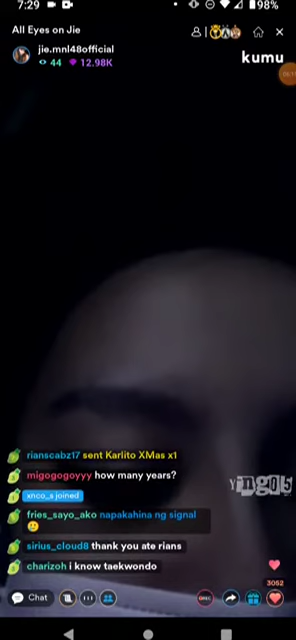 7:29
98%
All Eyes on Jie
jie.mnl48official
44 12.98K
kumu
rianscabz17 sent Karlito XMas x1
migogogoyyy how many years?
xnco_s joined
fries_sayo_ako napakahina ng signal
sirius_cloud8 thank you ate rians
charizoh i know taekwondo
3052
Chat